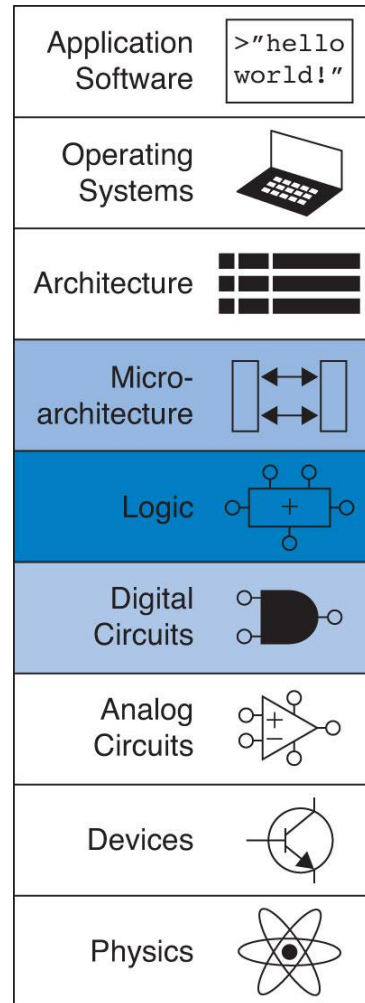 Application
Software
>”hello
world!”
Operating
Systems
Architecture
Micro-
architecture
Logic
+
Digital
Circuits
Analog
Circuits
+
−
Devices
Physics